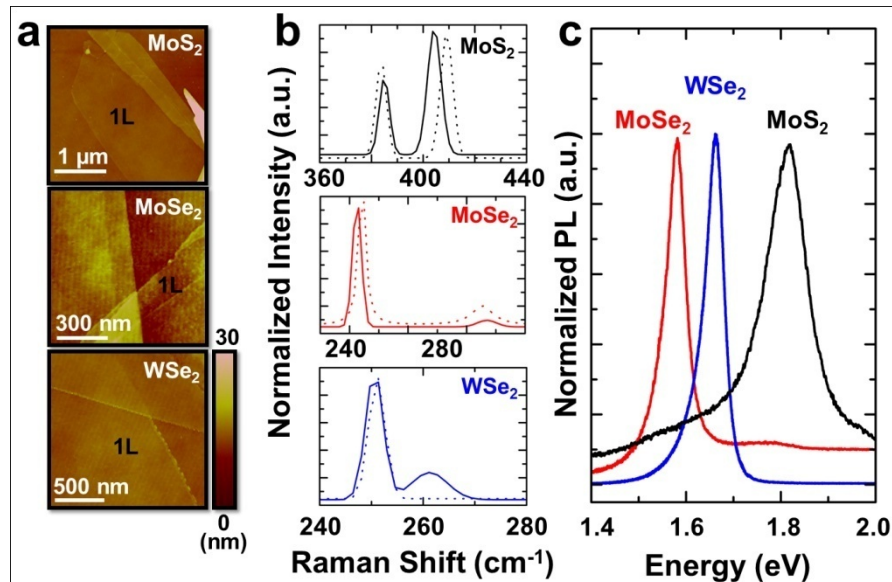 a
MoS₂
1L
1 µm
MoSe₂
1L
300 nm
WSe₂
1L
500 nm
30
0
(nm)
b
Normalized Intensity (a.u.)
MoS₂
360 400 440
MoSe₂
240 280
WSe₂
240 260 280
Raman Shift (cm⁻¹)
c
Normalized PL (a.u.)
WSe₂
MoSe₂
MoS₂
1.4 1.6 1.8 2.0
Energy (eV)